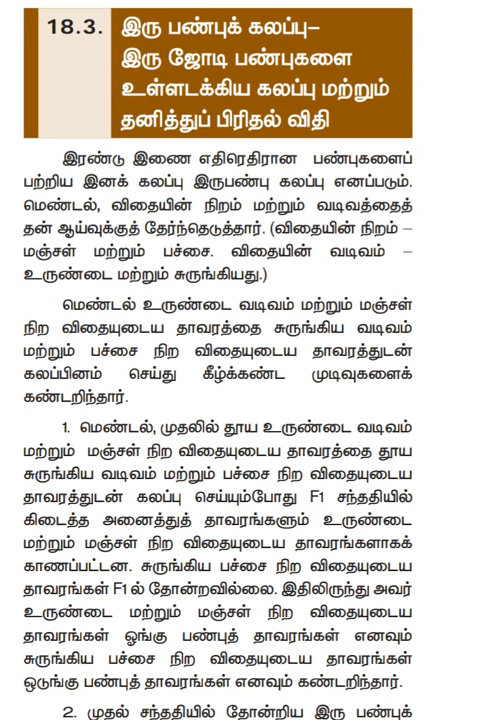 18.3. இரு பண்புக் கலப்பு–
இரு ஜோடி பண்புகளை
உள்ளடக்கிய கலப்பு மற்றும்
தனித்துப் பிரிதல் விதி
இரண்டு இணை எதிரெதிரான பண்புகளைப்
பற்றிய இனக் கலப்பு இருபண்பு கலப்பு எனப்படும்.
மெண்டல், விதையின் நிறம் மற்றும் வடிவத்தைத்
தன் ஆய்வுக்குத் தேர்ந்தெடுத்தார். (விதையின் நிறம் –
மஞ்சள் மற்றும் பச்சை. விதையின் வடிவம் –
உருண்டை மற்றும் சுருங்கியது.)
மெண்டல் உருண்டை வடிவம் மற்றும் மஞ்சள்
நிற விதையுடைய தாவரத்தை சுருங்கிய வடிவம்
மற்றும் பச்சை நிற விதையுடைய தாவரத்துடன்
கலப்பினம் செய்து கீழ்க்கண்ட முடிவுகளைக்
கண்டறிந்தார்.
1. மெண்டல், முதலில் தூய உருண்டை வடிவம்
மற்றும் மஞ்சள் நிற விதையுடைய தாவரத்தை தூய
சுருங்கிய வடிவம் மற்றும் பச்சை நிற விதையுடைய
தாவரத்துடன் கலப்பு செய்யும்போது F1 சந்ததியில்
கிடைத்த அனைத்துத் தாவரங்களும் உருண்டை
மற்றும் மஞ்சள் நிற விதையுடைய தாவரங்களாகக்
காணப்பட்டன. சுருங்கிய பச்சை நிற விதையுடைய
தாவரங்கள் F1 ல் தோன்றவில்லை. இதிலிருந்து அவர்
உருண்டை மற்றும் மஞ்சள் நிற விதையுடைய
தாவரங்கள் ஓங்கு பண்புத் தாவரங்கள் எனவும்
சுருங்கிய பச்சை நிற விதையுடைய தாவரங்கள்
ஒடுங்கு பண்புத் தாவரங்கள் எனவும் கண்டறிந்தார்.
2. முதல் சந்ததியில் தோன்றிய இரு பண்புக்